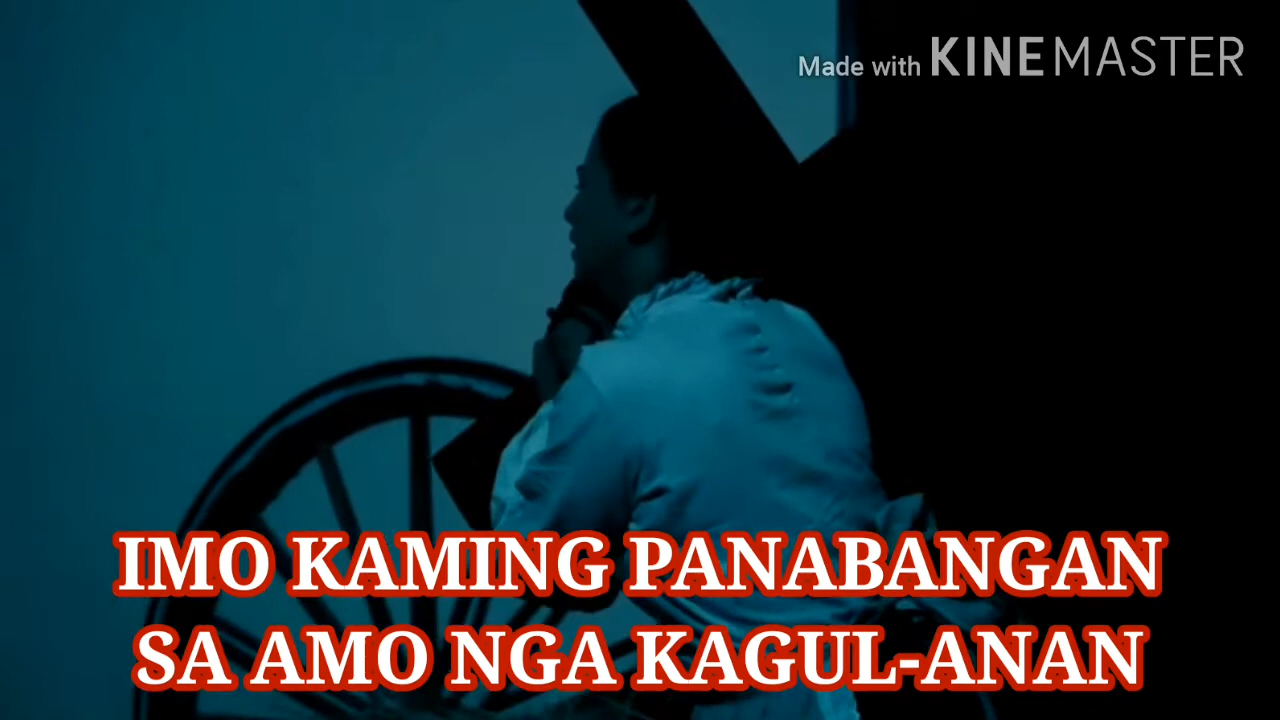 Made with KINEMASTER
IMO KAMING PANABANGAN
SA AMO NGA KAGUL-ANAN